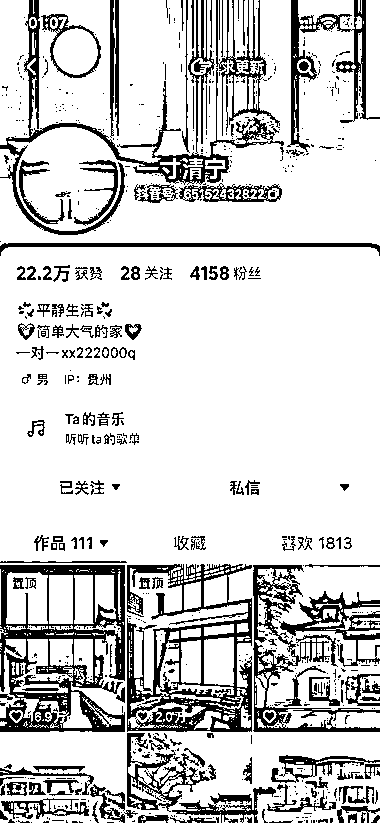 01:07
求更新
一寸清宁
抖音号：65152432822
22.2万 获赞 28 关注 4158 粉丝
平静生活
简单大气的家
一对一xx222000q
♂ 男 IP：贵州
Ta的音乐
听听ta的歌单
已关注 私信
作品 111 收藏 喜欢 1813
置顶 置顶
16.9万 2.0万 7